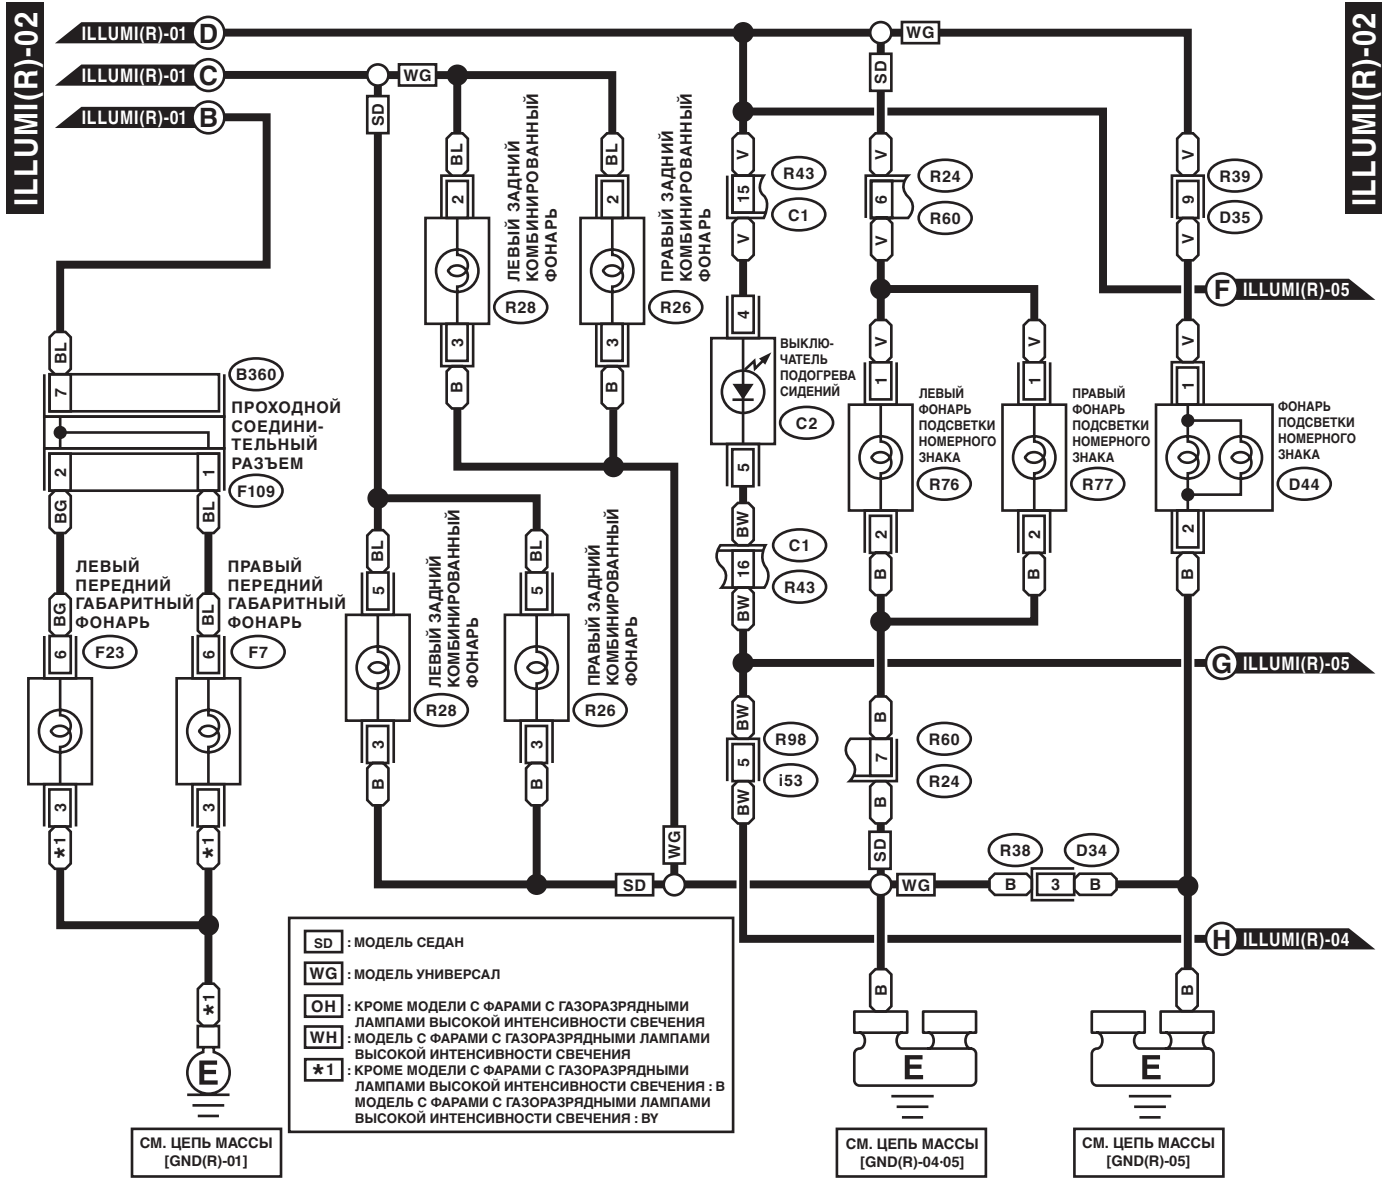 ILLUMI(R)-02
ILLUMI(R)-02
ILLUMI(R)-01 D
WG
SD
ILLUMI(R)-01 C
WG
SD
ILLUMI(R)-01 B
BL
2
ЛЕВЫЙ ЗАДНИЙ
КОМБИНИРОВАННЫЙ
ФОНАРЬ
R28
3
B
BL
2
ПРАВЫЙ ЗАДНИЙ
КОМБИНИРОВАННЫЙ
ФОНАРЬ
R26
3
B
V
15
R43
C1
V
4
ВЫКЛЮ-
ЧАТЕЛЬ
ПОДОГРЕВА
СИДЕНИЙ
C2
5
BW
C1
16
R43
BW
V
6
R24
R60
V
V
9
R39
D35
V
F ILLUMI(R)-05
V
1
ЛЕВЫЙ
ФОНАРЬ
ПОДСВЕТКИ
НОМЕРНОГО
ЗНАКА
R76
2
B
V
1
ПРАВЫЙ
ФОНАРЬ
ПОДСВЕТКИ
НОМЕРНОГО
ЗНАКА
R77
2
B
V
1
ФОНАРЬ
ПОДСВЕТКИ
НОМЕРНОГО
ЗНАКА
D44
2
B
BL
7
B360
ПРОХОДНОЙ
СОЕДИНИ-
ТЕЛЬНЫЙ
РАЗЪЕМ
2
1
F109
BG
BL
ЛЕВЫЙ
ПЕРЕДНИЙ
ГАБАРИТНЫЙ
ФОНАРЬ
BG
6
F23
3
*1
ПРАВЫЙ
ПЕРЕДНИЙ
ГАБАРИТНЫЙ
ФОНАРЬ
BL
6
F7
3
*1
BL
5
ЛЕВЫЙ ЗАДНИЙ
КОМБИНИРОВАННЫЙ
ФОНАРЬ
R28
3
B
BL
5
ПРАВЫЙ ЗАДНИЙ
КОМБИНИРОВАННЫЙ
ФОНАРЬ
R26
3
B
G ILLUMI(R)-05
BW
R98
5
i53
BW
B
R60
7
R24
B
SD
WG
SD
WG
R38
D34
B
3
B
H ILLUMI(R)-04
*1
E
СМ. ЦЕПЬ МАССЫ
[GND(R)-01]
SD : МОДЕЛЬ СЕДАН
WG : МОДЕЛЬ УНИВЕРСАЛ
OH : КРОМЕ МОДЕЛИ С ФАРАМИ С ГАЗОРАЗРЯДНЫМИ
ЛАМПАМИ ВЫСОКОЙ ИНТЕНСИВНОСТИ СВЕЧЕНИЯ
WH : МОДЕЛЬ С ФАРАМИ С ГАЗОРАЗРЯДНЫМИ ЛАМПАМИ
ВЫСОКОЙ ИНТЕНСИВНОСТИ СВЕЧЕНИЯ
*1 : КРОМЕ МОДЕЛИ С ФАРАМИ С ГАЗОРАЗРЯДНЫМИ
ЛАМПАМИ ВЫСОКОЙ ИНТЕНСИВНОСТИ СВЕЧЕНИЯ : B
МОДЕЛЬ С ФАРАМИ С ГАЗОРАЗРЯДНЫМИ ЛАМПАМИ
ВЫСОКОЙ ИНТЕНСИВНОСТИ СВЕЧЕНИЯ : BY
B
E
СМ. ЦЕПЬ МАССЫ
[GND(R)-04·05]
B
E
СМ. ЦЕПЬ МАССЫ
[GND(R)-05]